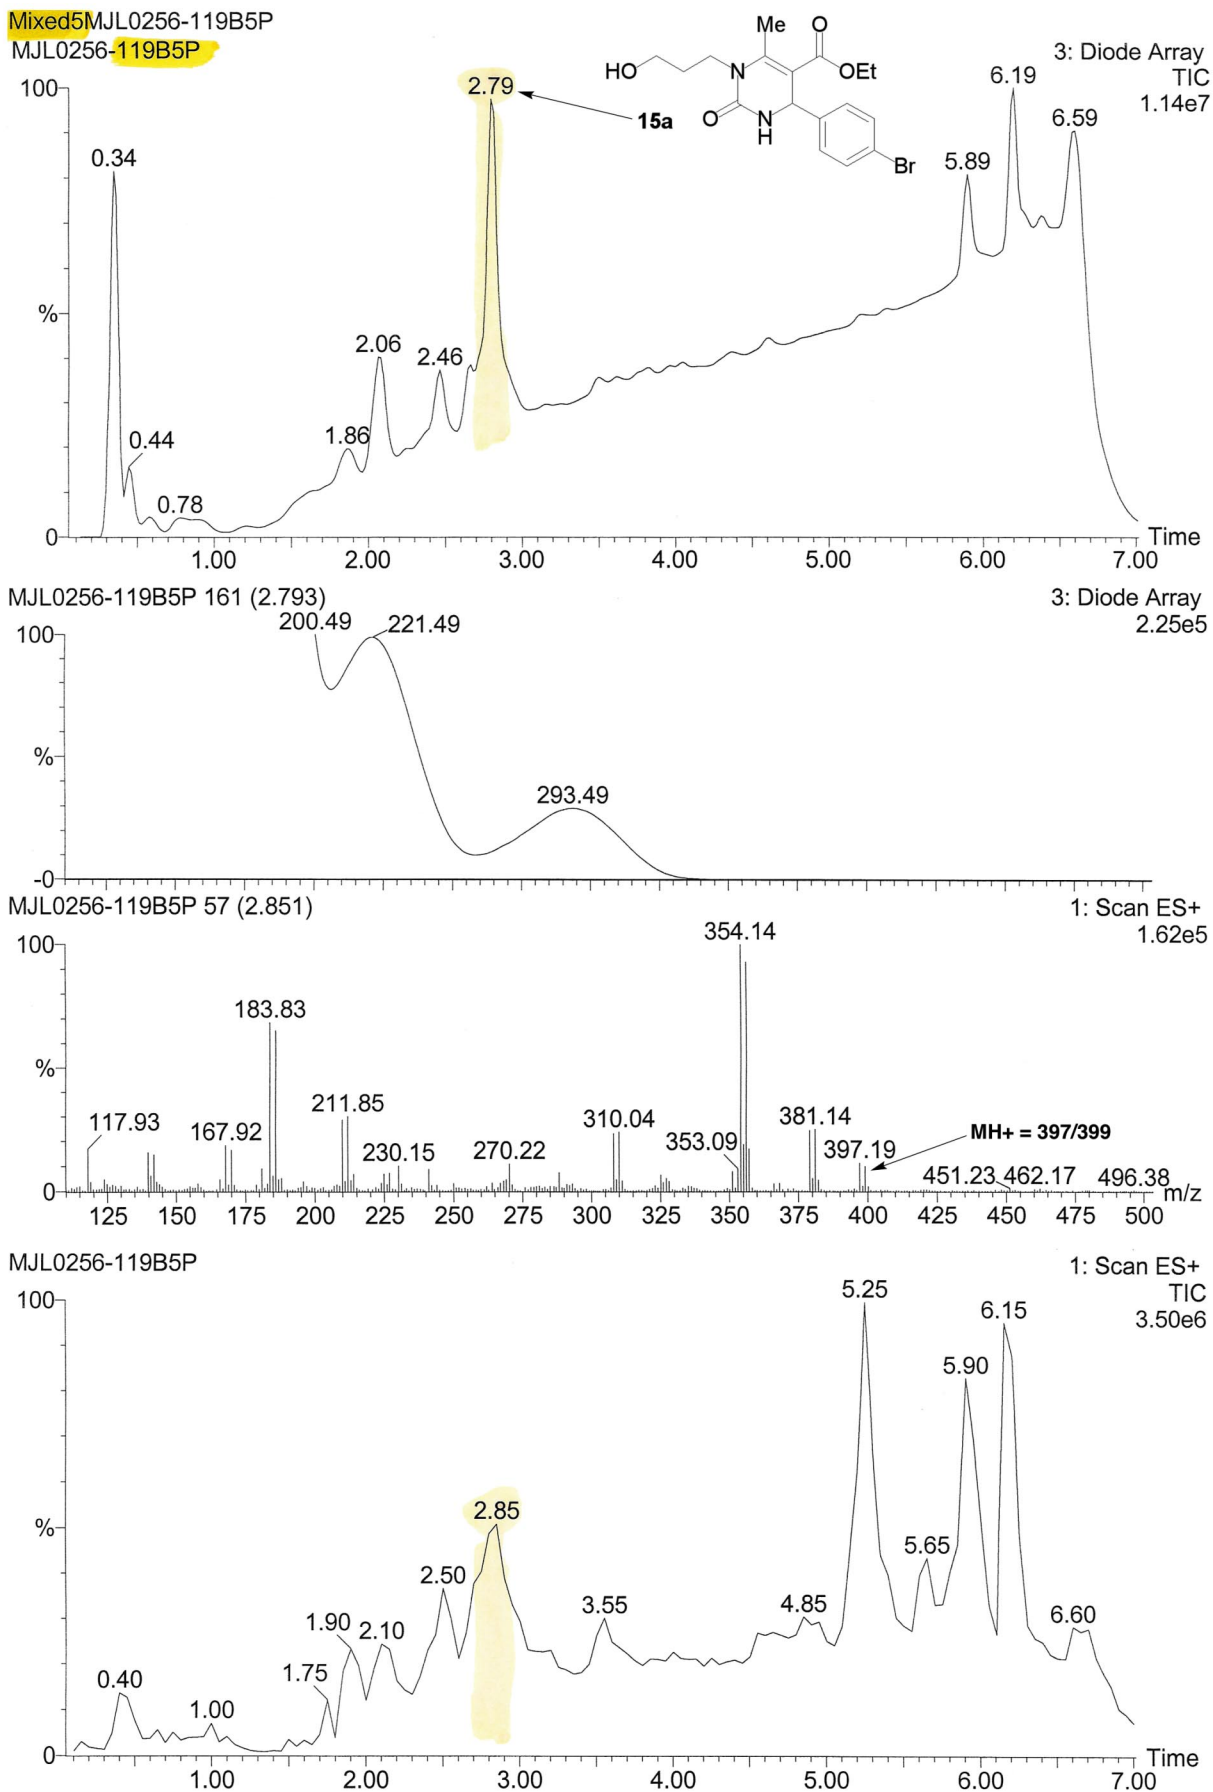 Mixed5MJL0256-119B5P
MJL0256-119B5P
3: Diode Array
TIC
1.14e7
Me
O
HO
N
OEt
O
N
H
Br
15a
100
%
0
0.34
0.44
0.78
1.86
2.06
2.46
2.79
5.89
6.19
6.59
1.00 2.00 3.00 4.00 5.00 6.00 7.00
Time
MJL0256-119B5P 161 (2.793)
3: Diode Array
2.25e5
100
%
-0
200.49
221.49
293.49
MJL0256-119B5P 57 (2.851)
1: Scan ES+
1.62e5
100
%
0
117.93
167.92
183.83
211.85
230.15
270.22
310.04
353.09
354.14
381.14
397.19
MH+ = 397/399
451.23
462.17
496.38
m/z
125 150 175 200 225 250 275 300 325 350 375 400 425 450 475 500
MJL0256-119B5P
1: Scan ES+
TIC
3.50e6
100
%
0
0.40
1.00
1.75
1.90
2.10
2.50
2.85
3.55
4.85
5.25
5.65
5.90
6.15
6.60
Time
1.00 2.00 3.00 4.00 5.00 6.00 7.00